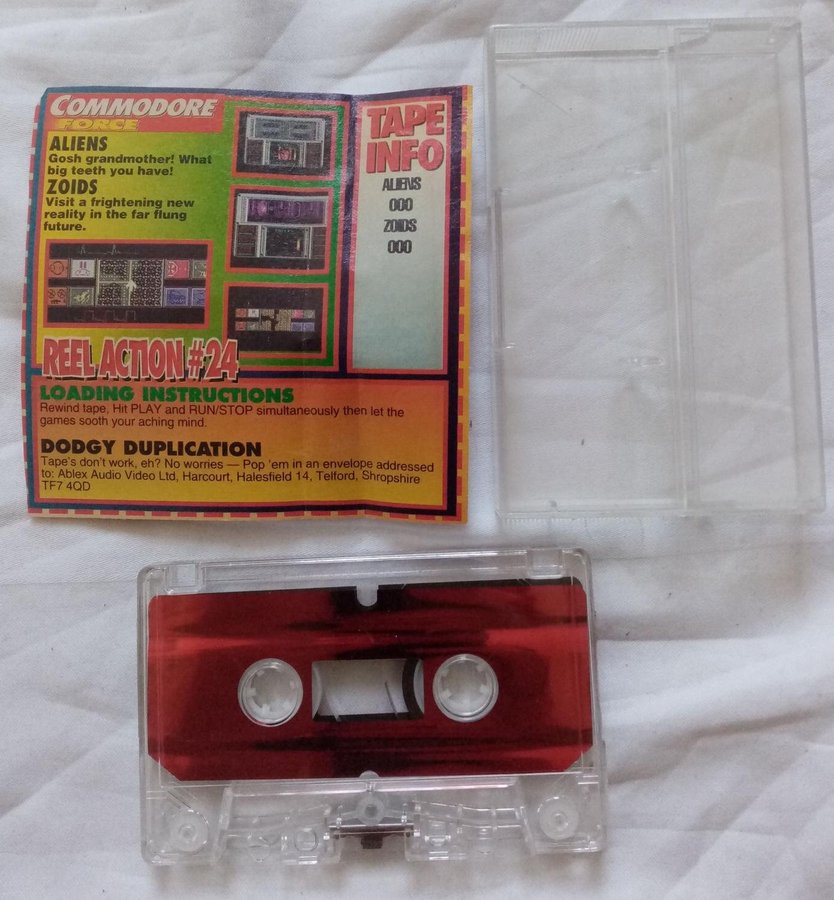 COMMODORE
FORCE
ALIENS
Gosh grandmother! What
big teeth you have!
ZOIDS
Visit a frightening new
reality in the far flung
future.
REEL ACTION #24
TAPE
INFO
ALIENS
000
ZOIDS
000
LOADING INSTRUCTIONS
Rewind tape, Hit PLAY and RUN/STOP simultaneously then let the
games sooth your aching mind.
DODGY DUPLICATION
Tape's don't work, eh? No worries — Pop 'em in an envelope addressed
to: Ablex Audio Video Ltd, Harcourt, Halesfield 14, Telford, Shropshire
TF7 4QD